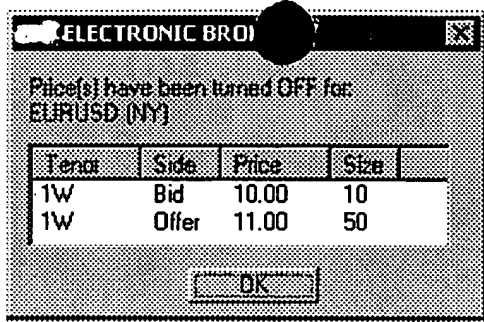 ELECTRONIC BRO
Price(s) have been turned OFF for:
EURUSD (NY)
Tenor Side Price Size
1W Bid 10.00 10
1W Offer 11.00 50
OK